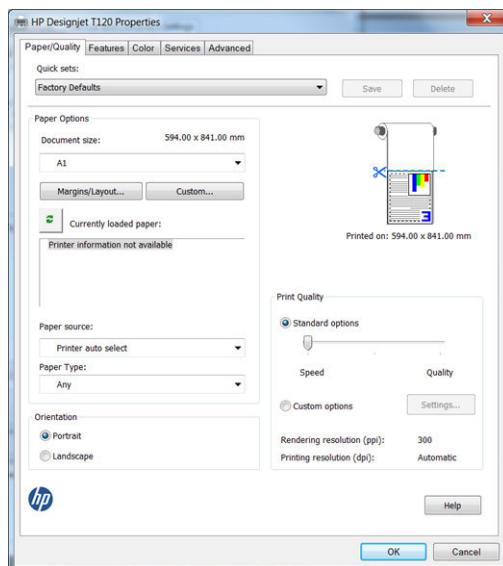 HP Designjet T120 Properties
Paper/Quality Features Color Services Advanced
Quick sets:
Factory Defaults
Save Delete
Paper Options
Document size: 594.00 x 841.00 mm
A1
Margins/Layout... Custom...
Currently loaded paper:
Printer information not available
Printed on: 594.00 x 841.00 mm
Paper source:
Printer auto select
Paper Type:
Any
Print Quality
Standard options
Speed Quality
Custom options Settings...
Rendering resolution (ppi): 300
Printing resolution (dpi): Automatic
Orientation
Portrait
Landscape
hp
Help
OK Cancel